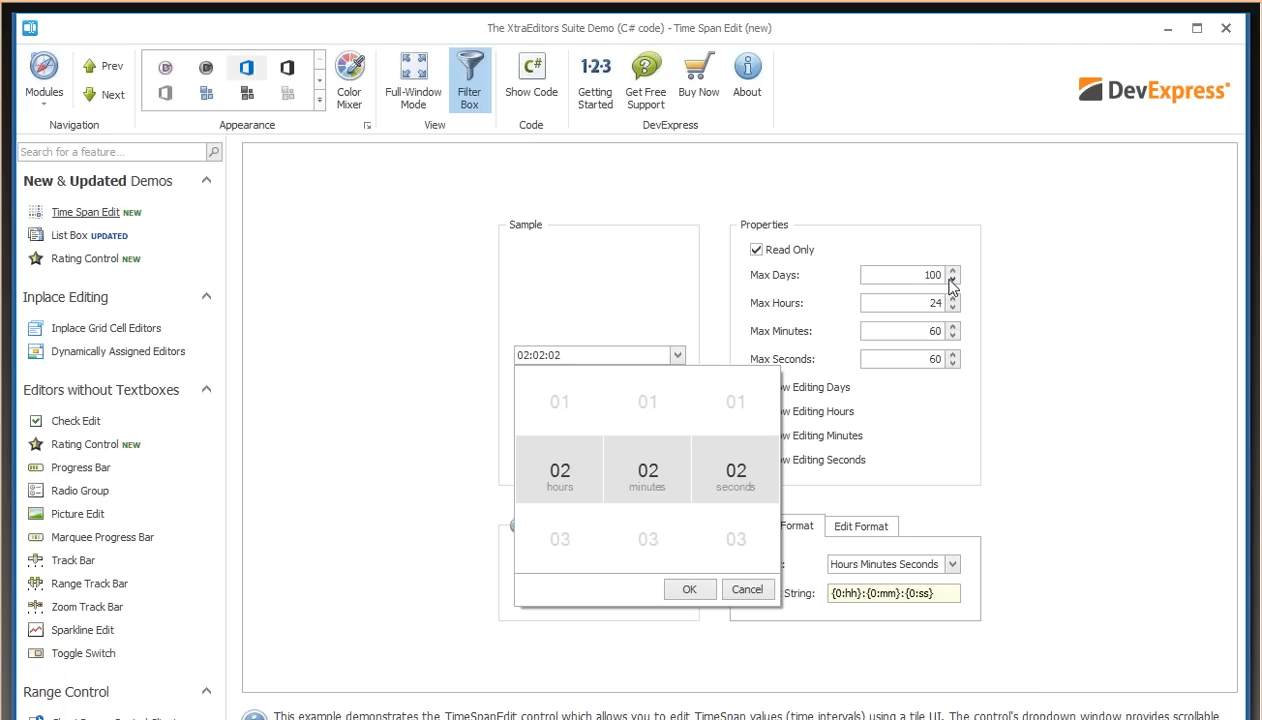 The XtraEditors Suite Demo (C# code) - Time Span Edit (new)
Modules
Prev
Next
Navigation
Color
Mixer
Appearance
Full-Window
Mode
Filter
Box
View
C#
Show Code
Code
1·2·3
Getting
Started
Get Free
Support
Buy Now
About
DevExpress
DevExpress
Search for a feature...
New & Updated Demos
Time Span Edit NEW
List Box UPDATED
Rating Control NEW
Inplace Editing
Inplace Grid Cell Editors
Dynamically Assigned Editors
Editors without Textboxes
Check Edit
Rating Control NEW
Progress Bar
Radio Group
Picture Edit
Marquee Progress Bar
Track Bar
Range Track Bar
Zoom Track Bar
Sparkline Edit
Toggle Switch
Range Control
Sample
02:02:02
01 01 01
02 02 02
hours minutes seconds
03 03 03
OK Cancel
Properties
Read Only
Max Days: 100
Max Hours: 24
Max Minutes: 60
Max Seconds: 60
Editing Days
Editing Hours
Editing Minutes
Editing Seconds
Format Edit Format
Hours Minutes Seconds
String: {0:hh}:{0:mm}:{0:ss}
This example demonstrates the TimeSpanEdit control which allows you to edit TimeSpan values (time intervals) using a tile UI. The control's dropdown window provides scrollable